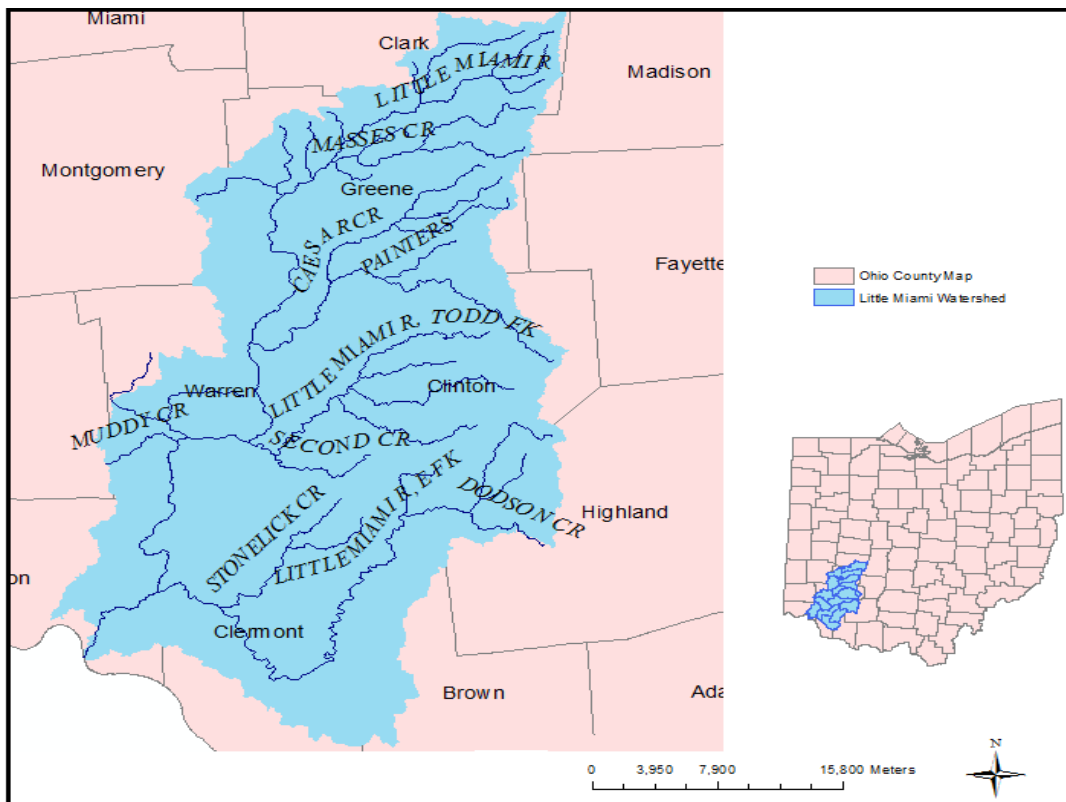 Miami
Clark
LITTLE MIAMI R
Madison
MASSES CR
Montgomery
Greene
CAESAR CR
PAINTERS
Fayette
Ohio County Map
Little Miami Watershed
LITTLE MIAMI R, TODD FK
Warren
Clinton
MUDDY CR
SECOND CR
STONELICK CR
LITTLE MIAMI R, E FK
DODSON CR
Highland
on
Clermont
Brown
Ada
N
0 3,950 7,900 15,800 Meters